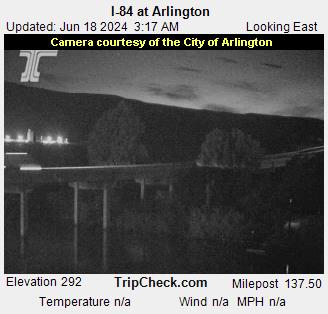 I-84 at Arlington
Updated: Jun 18 2024 3:17 AM Looking East
Camera courtesy of the City of Arlington
Elevation 292 TripCheck.com Milepost 137.50
Temperature n/a Wind n/a MPH n/a